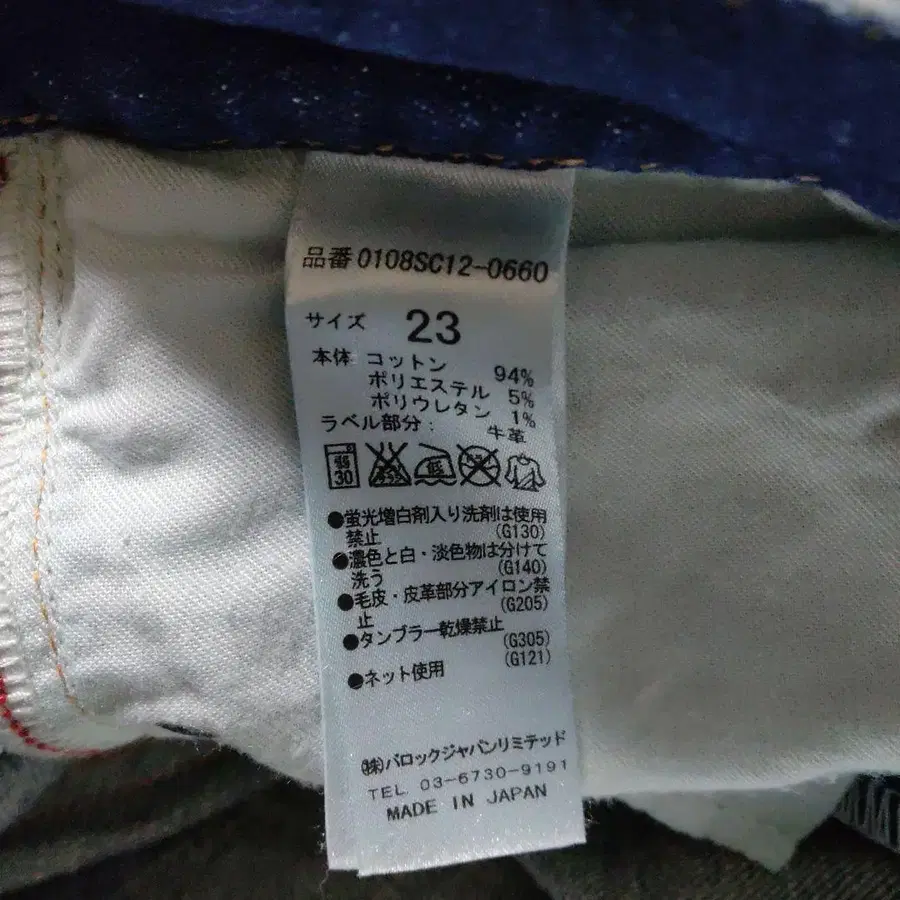 品番 0108SC12-0660
サイズ 23
本体 コットン 94%
ポリエステル 5%
ポリウレタン 1%
ラベル部分: 牛革
弱 30 低
●蛍光増白剤入り洗剤は使用
禁止 (G130)
●濃色と白・淡色物は分けて
洗う (G140)
●毛皮・皮革部分アイロン禁
止 (G205)
●タンブラー乾燥禁止
(G305)
(G121)
●ネット使用
㈱バロックジャパンリミテッド
TEL 03-6730-9191
MADE IN JAPAN